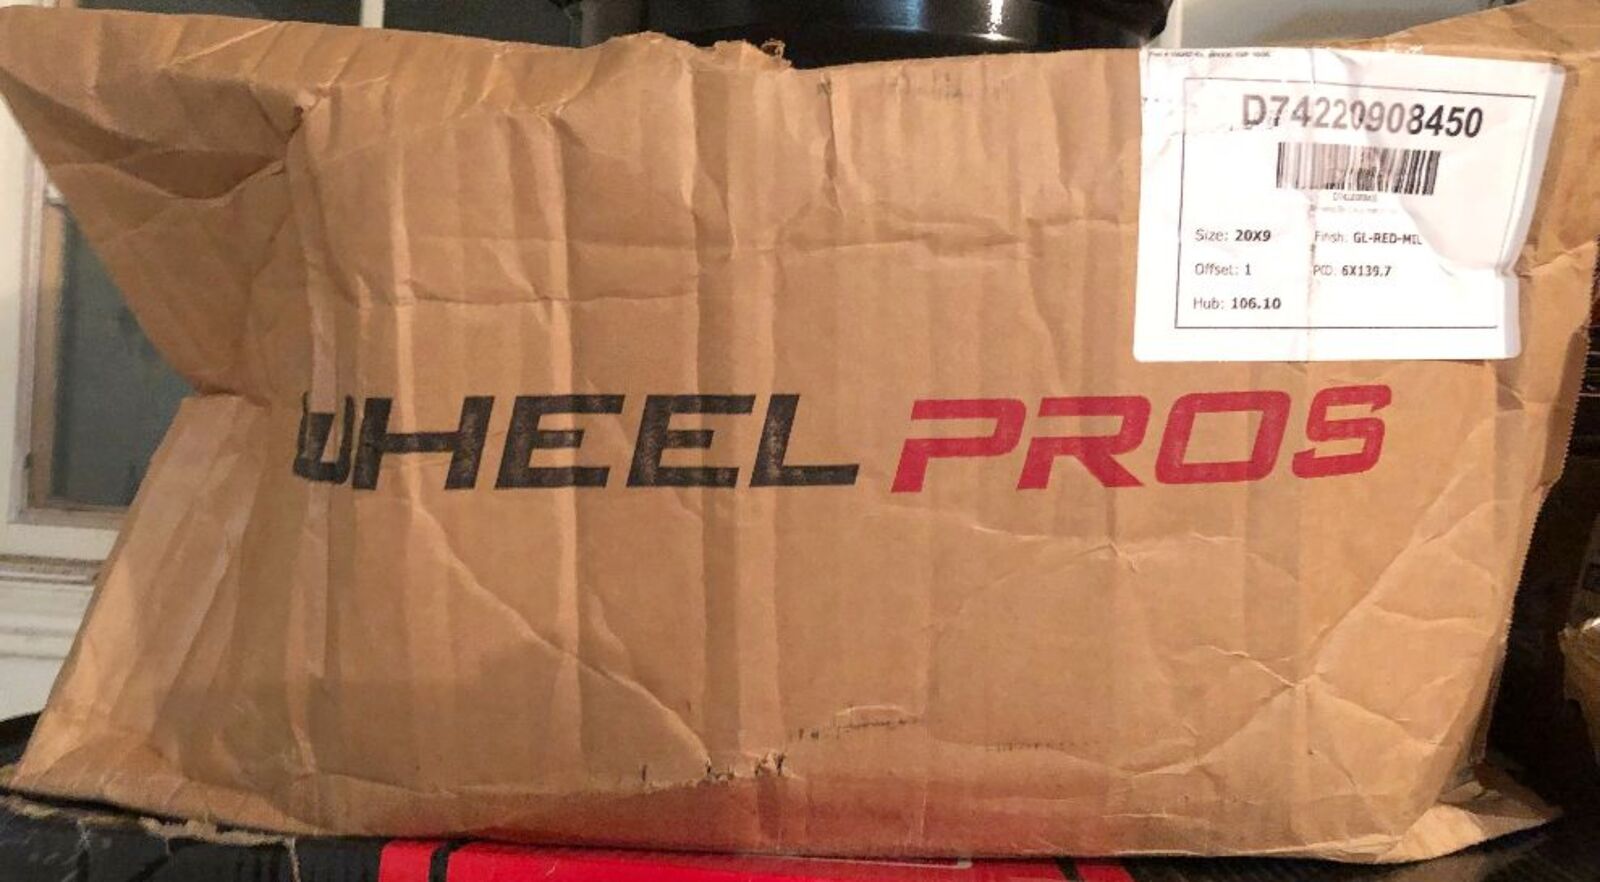 D74220908450
Size: 20X9 Finish: GL-RED-MIL
Offset: 1 PCD: 6X139.7
Hub: 106.10
WHEEL PROS